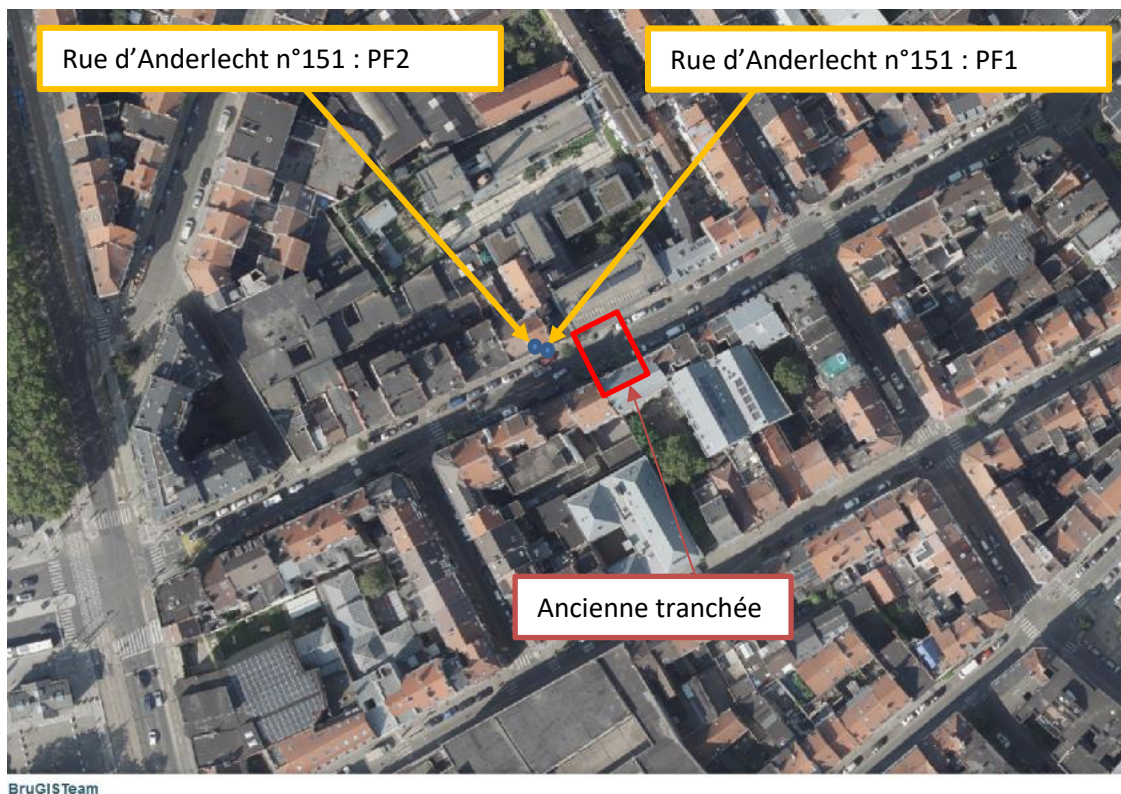 Rue d'Anderlecht n°151 : PF2
Rue d'Anderlecht n°151 : PF1
Ancienne tranchée
BruGISTeam